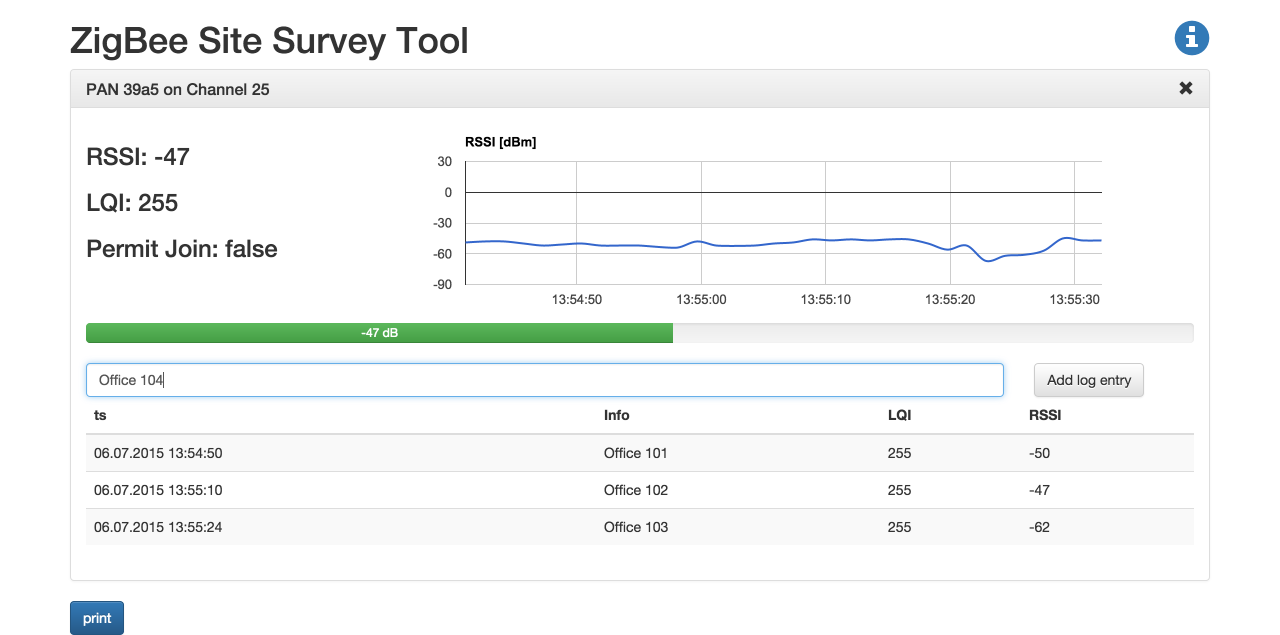 ZigBee Site Survey Tool
PAN 39a5 on Channel 25
RSSI: -47
LQI: 255
Permit Join: false
RSSI [dBm]
30
0
-30
-60
-90
13:54:50 13:55:00 13:55:10 13:55:20 13:55:30
-47 dB
Office 104
Add log entry
ts Info LQI RSSI
06.07.2015 13:54:50 Office 101 255 -50
06.07.2015 13:55:10 Office 102 255 -47
06.07.2015 13:55:24 Office 103 255 -62
print